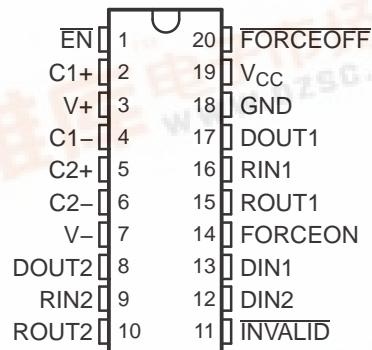 EN 1 20 FORCEOFF
C1+ 2 19 VCC
V+ 3 18 GND
C1− 4 17 DOUT1
C2+ 5 16 RIN1
C2− 6 15 ROUT1
V− 7 14 FORCEON
DOUT2 8 13 DIN1
RIN2 9 12 DIN2
ROUT2 10 11 INVALID